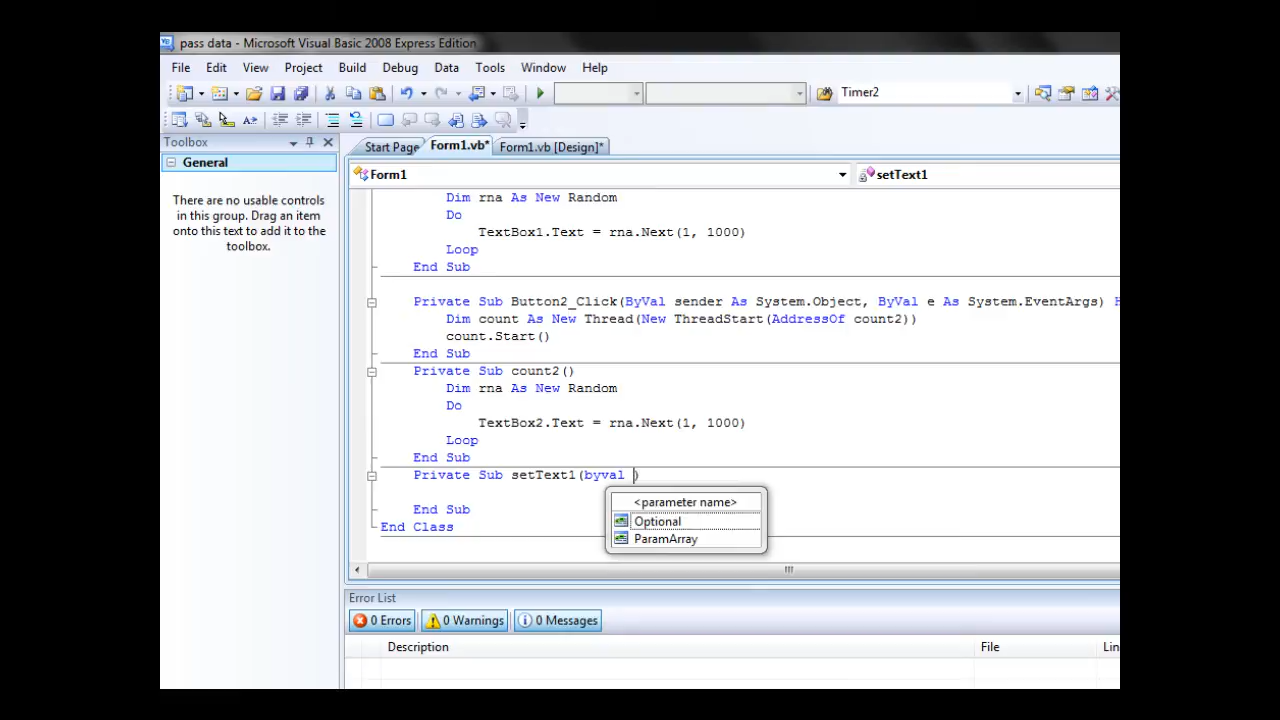 pass data - Microsoft Visual Basic 2008 Express Edition
File Edit View Project Build Debug Data Tools Window Help
Timer2
Toolbox
Start Page Form1.vb* Form1.vb [Design]*
General
Form1 setText1
There are no usable controls
in this group. Drag an item
onto this text to add it to the
toolbox.
Dim rna As New Random
Do
TextBox1.Text = rna.Next(1, 1000)
Loop
End Sub
Private Sub Button2_Click(ByVal sender As System.Object, ByVal e As System.EventArgs) H
Dim count As New Thread(New ThreadStart(AddressOf count2))
count.Start()
End Sub
Private Sub count2()
Dim rna As New Random
Do
TextBox2.Text = rna.Next(1, 1000)
Loop
End Sub
Private Sub setText1(byval )
<parameter name>
Optional
ParamArray
End Sub
End Class
Error List
0 Errors 0 Warnings 0 Messages
Description File Lin